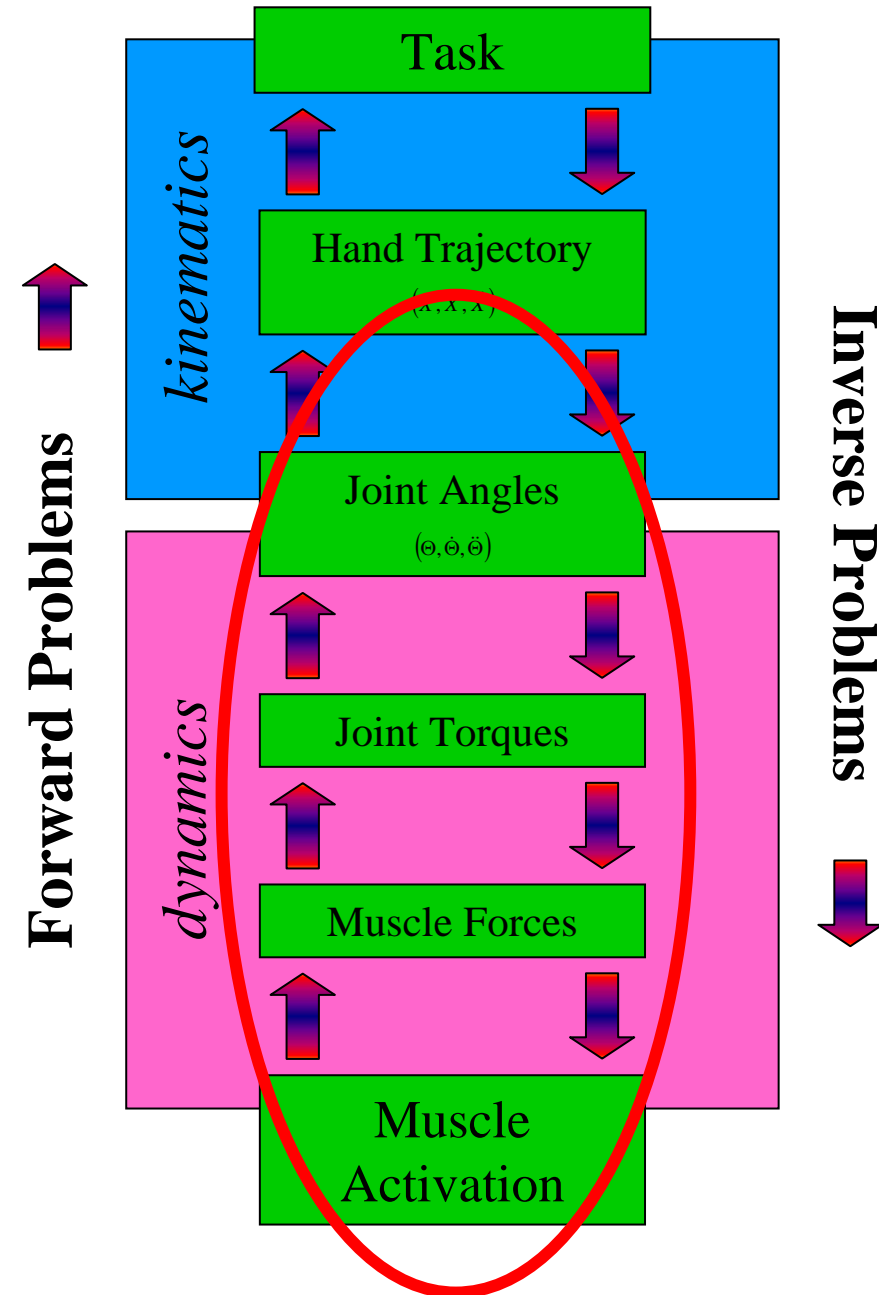 Task
kinematics
Hand Trajectory
Forward Problems
Inverse Problems
Joint Angles
(Θ, Θ̇, Θ̈)
dynamics
Joint Torques
Muscle Forces
Muscle
Activation